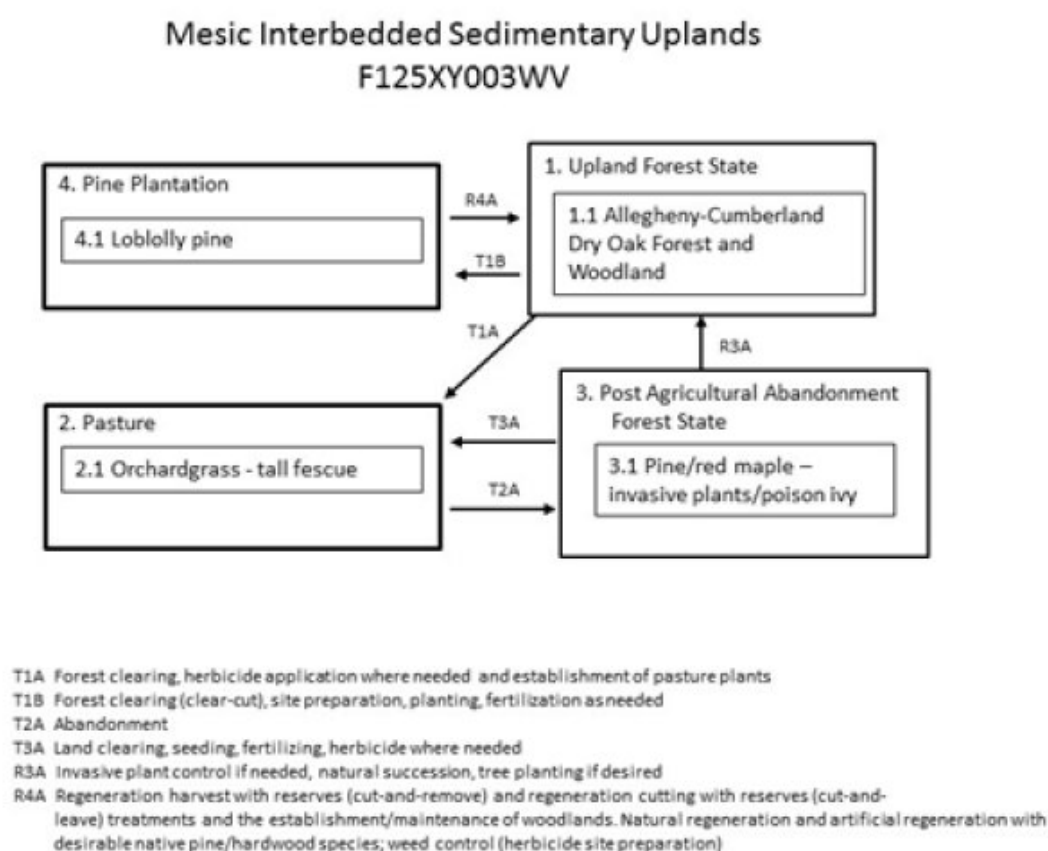 Mesic Interbedded Sedimentary Uplands
F125XY003WV
4. Pine Plantation
4.1 Loblolly pine
R4A
T1B
1. Upland Forest State
1.1 Allegheny-Cumberland
Dry Oak Forest and
Woodland
T1A
R3A
2. Pasture
2.1 Orchardgrass - tall fescue
T3A
T2A
3. Post Agricultural Abandonment
Forest State
3.1 Pine/red maple –
invasive plants/poison ivy
T1A Forest clearing, herbicide application where needed and establishment of pasture plants
T1B Forest clearing (clear-cut), site preparation, planting, fertilization as needed
T2A Abandonment
T3A Land clearing, seeding, fertilizing, herbicide where needed
R3A Invasive plant control if needed, natural succession, tree planting if desired
R4A Regeneration harvest with reserves (cut-and-remove) and regeneration cutting with reserves (cut-and-
leave) treatments and the establishment/maintenance of woodlands. Natural regeneration and artificial regeneration with
desirable native pine/hardwood species; weed control (herbicide site preparation)